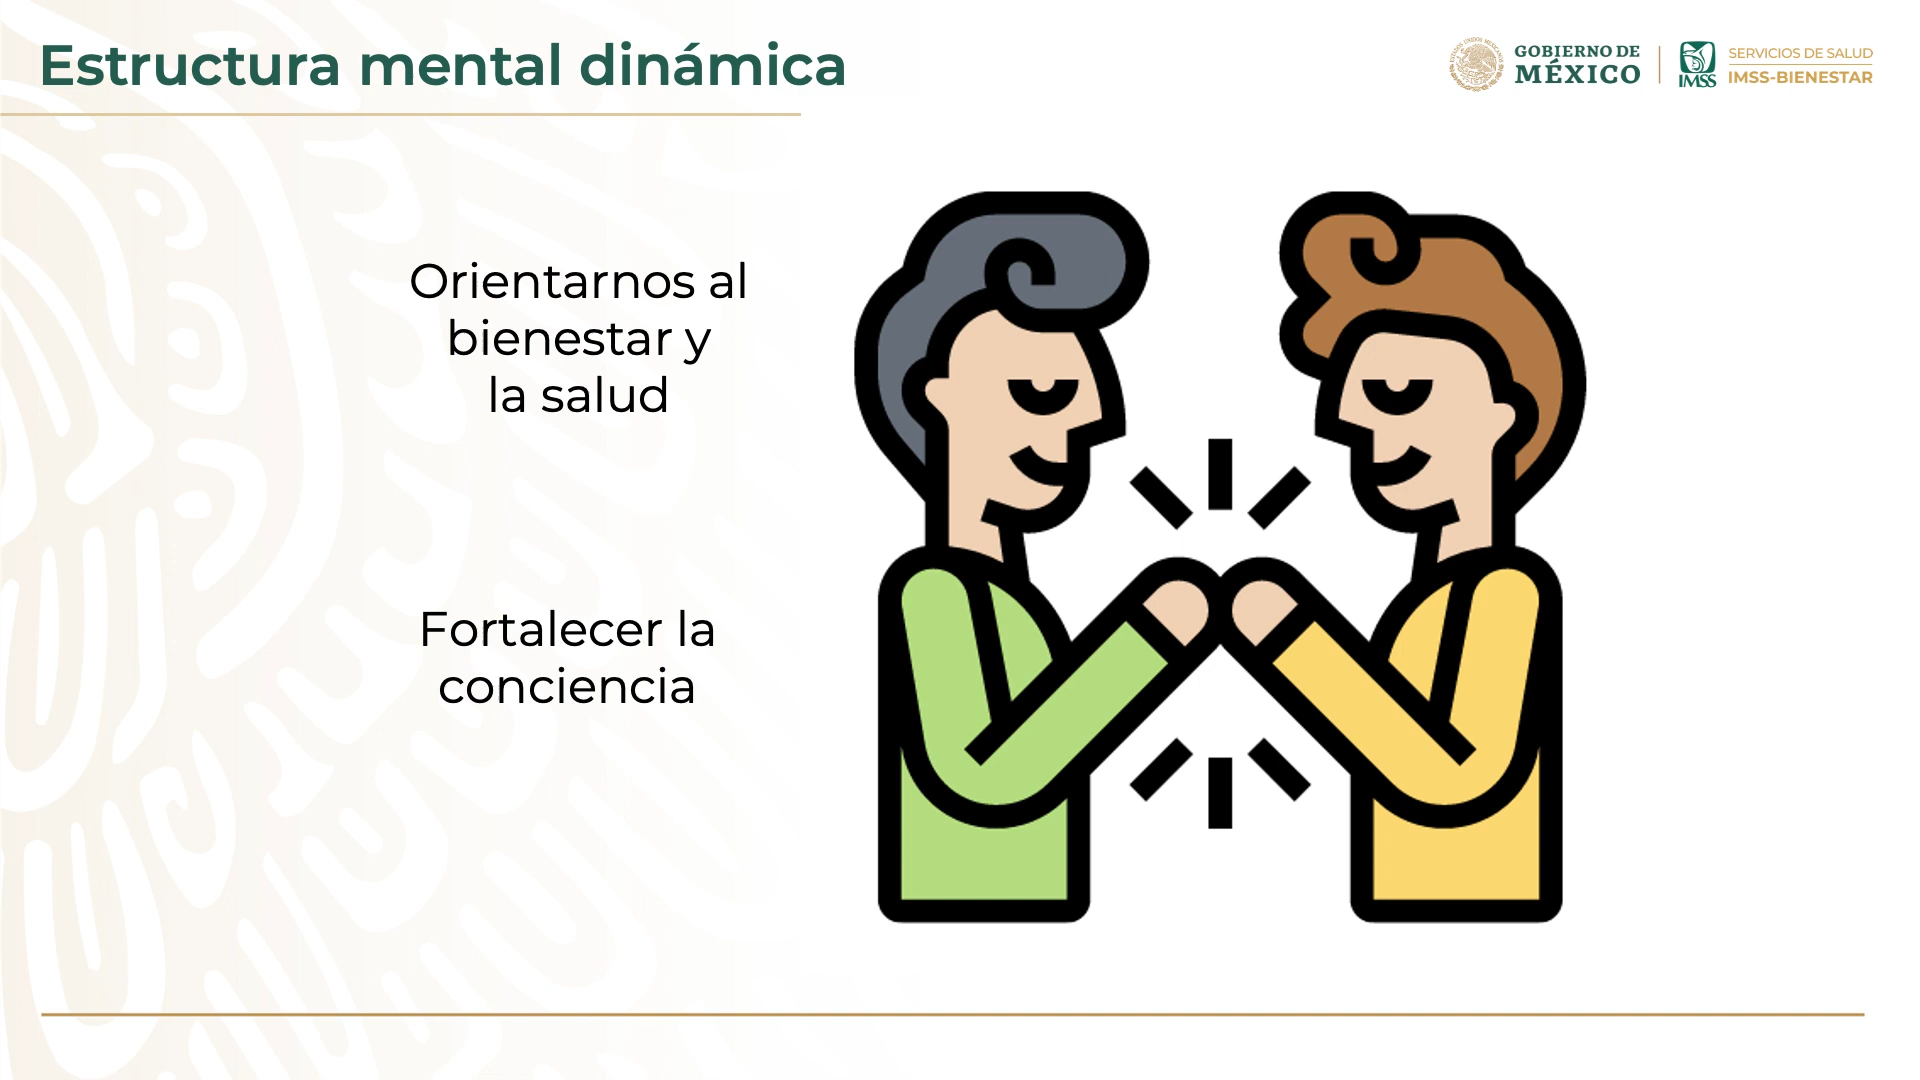 Estructura mental dinámica
GOBIERNO DE
MÉXICO
IMSS
SERVICIOS DE SALUD
IMSS-BIENESTAR
Orientarnos al
bienestar y
la salud
Fortalecer la
conciencia